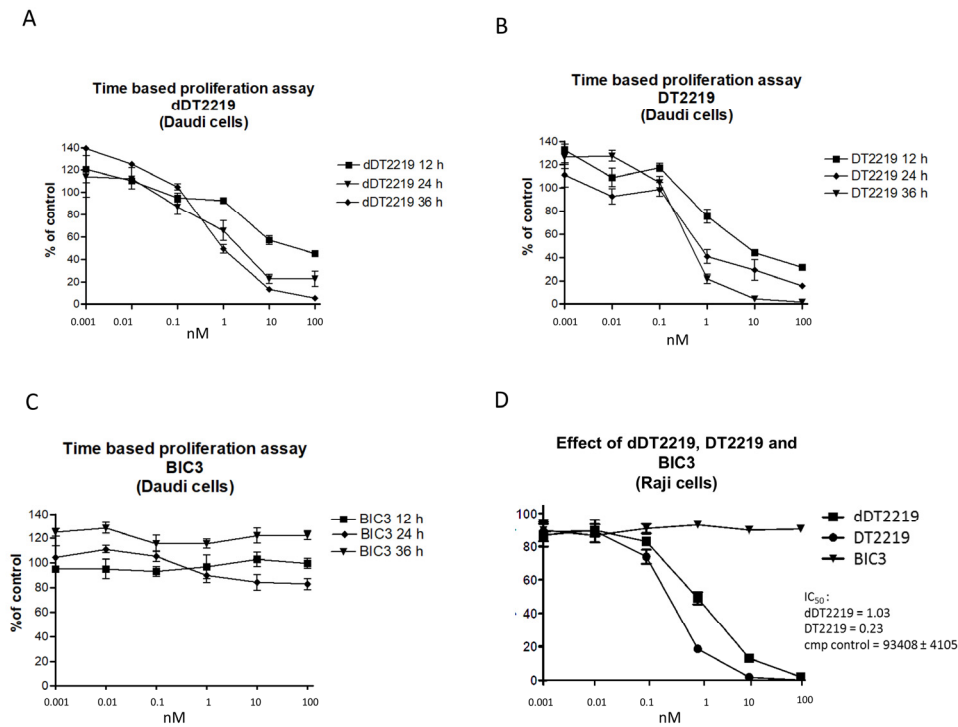 A
Time based proliferation assay
dDT2219
(Daudi cells)
% of control
140
120
100
80
60
40
20
0
0.001 0.01 0.1 1 10 100
nM
dDT2219 12 h
dDT2219 24 h
dDT2219 36 h
B
Time based proliferation assay
DT2219
(Daudi cells)
% of control
140
120
100
80
60
40
20
0
0.001 0.01 0.1 1 10 100
nM
DT2219 12 h
DT2219 24 h
DT2219 36 h
C
Time based proliferation assay
BIC3
(Daudi cells)
%of control
140
120
100
80
60
40
20
0
0.001 0.01 0.1 1 10 100
nM
BIC3 12 h
BIC3 24 h
BIC3 36 h
D
Effect of dDT2219, DT2219 and
BIC3
(Raji cells)
100
80
60
40
20
0
0.001 0.01 0.1 1 10 100
nM
dDT2219
DT2219
BIC3
IC50 :
dDT2219 = 1.03
DT2219 = 0.23
cmp control = 93408 ± 4105